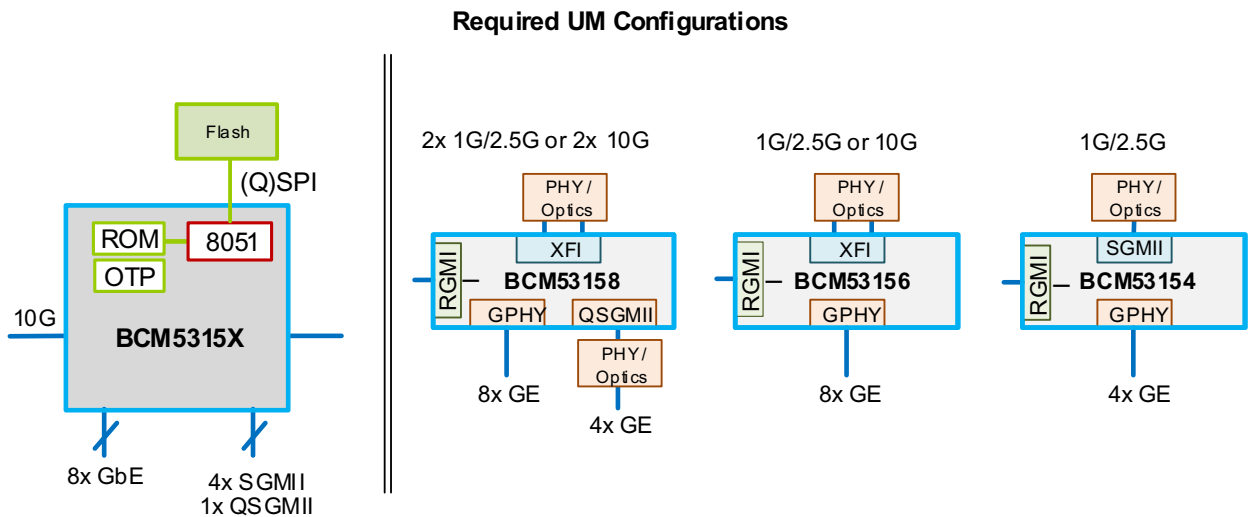 Required UM Configurations
Flash
(Q)SPI
ROM
8051
OTP
10G
BCM5315X
8x GbE
4x SGMII
1x QSGMII
2x 1G/2.5G or 2x 10G
PHY/
Optics
XFI
RGMI
BCM53158
GPHY
QSGMII
PHY/
Optics
8x GE
4x GE
1G/2.5G or 10G
PHY/
Optics
XFI
RGMI
BCM53156
GPHY
8x GE
1G/2.5G
PHY/
Optics
SGMII
RGMI
BCM53154
GPHY
4x GE